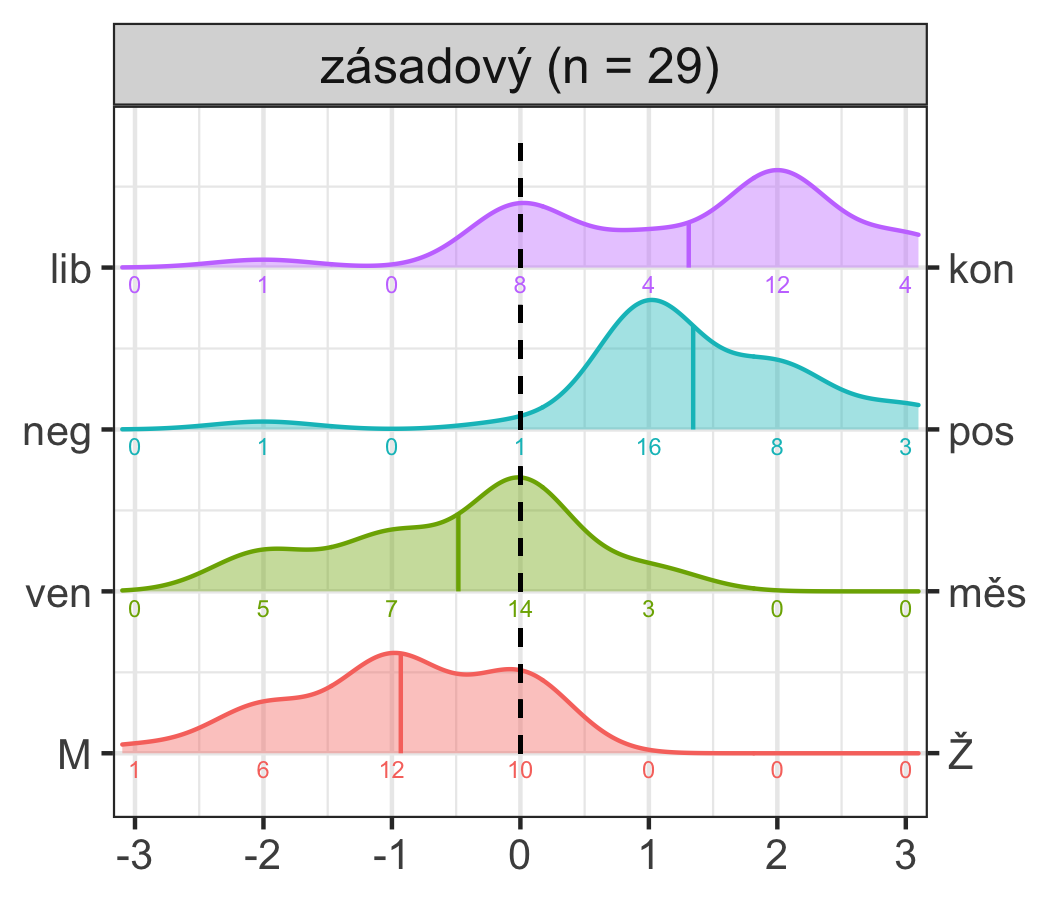 zásadový (n = 29)
lib kon
0 1 0 8 4 12 4
neg pos
0 1 0 1 16 8 3
ven měs
0 5 7 14 3 0 0
M Ž
1 6 12 10 0 0 0
-3 -2 -1 0 1 2 3